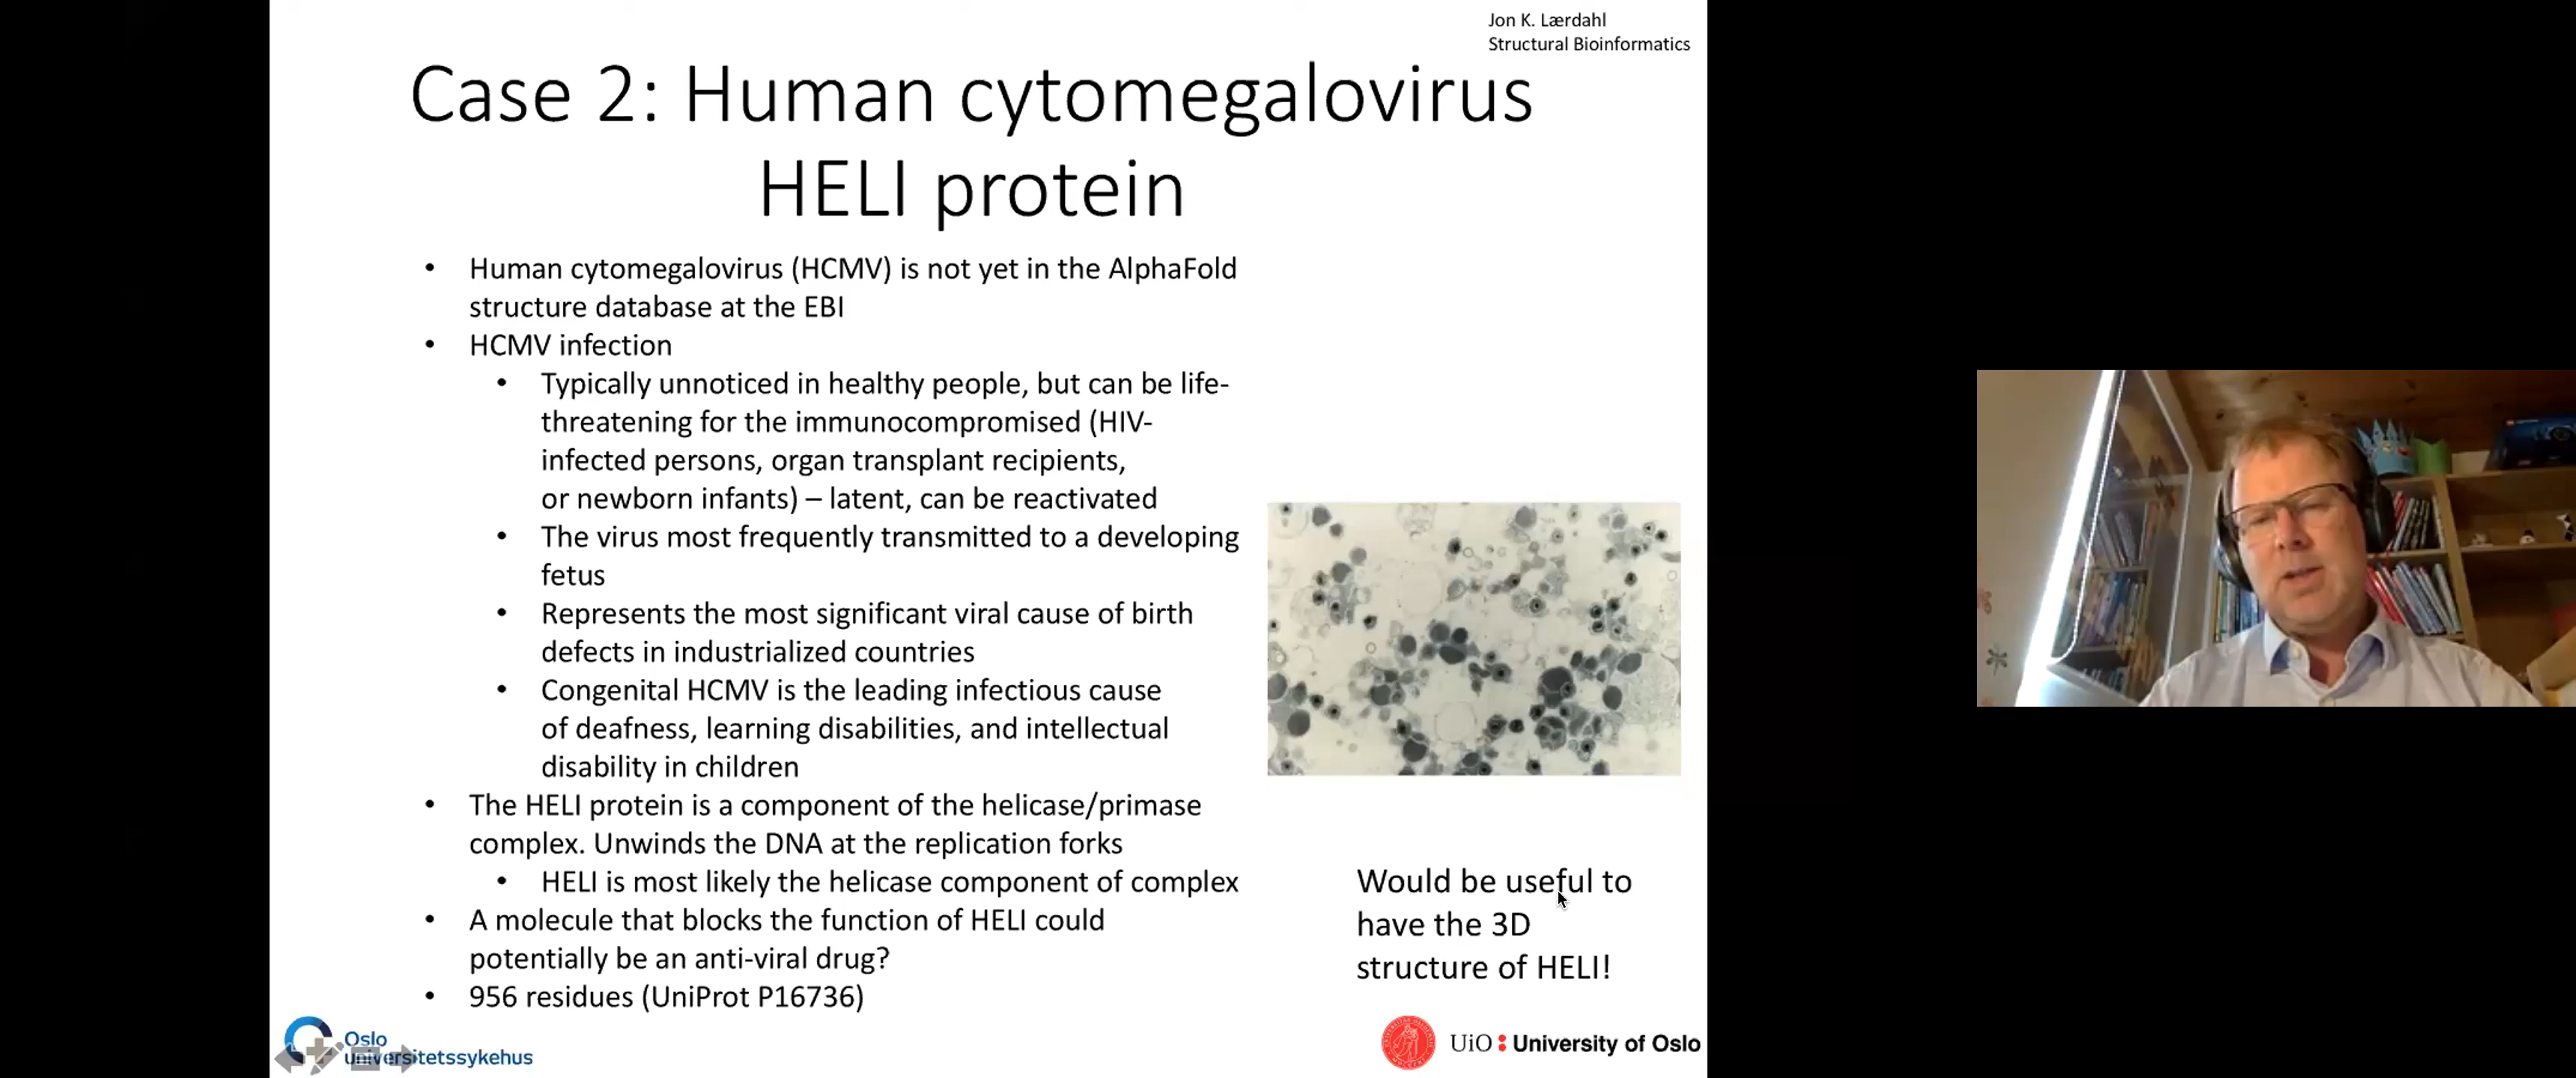 Jon K. Lærdahl
Structural Bioinformatics
Case 2: Human cytomegalovirus
HELI protein
• Human cytomegalovirus (HCMV) is not yet in the AlphaFold
structure database at the EBI
• HCMV infection
• Typically unnoticed in healthy people, but can be life-
threatening for the immunocompromised (HIV-
infected persons, organ transplant recipients,
or newborn infants) – latent, can be reactivated
• The virus most frequently transmitted to a developing
fetus
• Represents the most significant viral cause of birth
defects in industrialized countries
• Congenital HCMV is the leading infectious cause
of deafness, learning disabilities, and intellectual
disability in children
• The HELI protein is a component of the helicase/primase
complex. Unwinds the DNA at the replication forks
• HELI is most likely the helicase component of complex
• A molecule that blocks the function of HELI could
potentially be an anti-viral drug?
• 956 residues (UniProt P16736)
Would be useful to
have the 3D
structure of HELI!
Oslo
universitetssykehus
UiO : University of Oslo